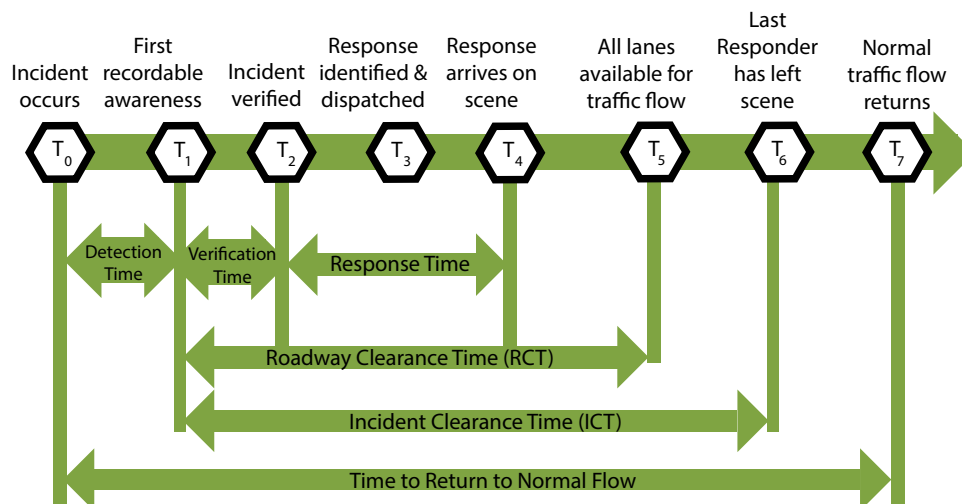 Incident
occurs
First
recordable
awareness
Incident
verified
Response
identified &
dispatched
Response
arrives on
scene
All lanes
available for
traffic flow
Last
Responder
has left
scene
Normal
traffic flow
returns
T0
T1
T2
T3
T4
T5
T6
T7
Detection
Time
Verification
Time
Response Time
Roadway Clearance Time (RCT)
Incident Clearance Time (ICT)
Time to Return to Normal Flow